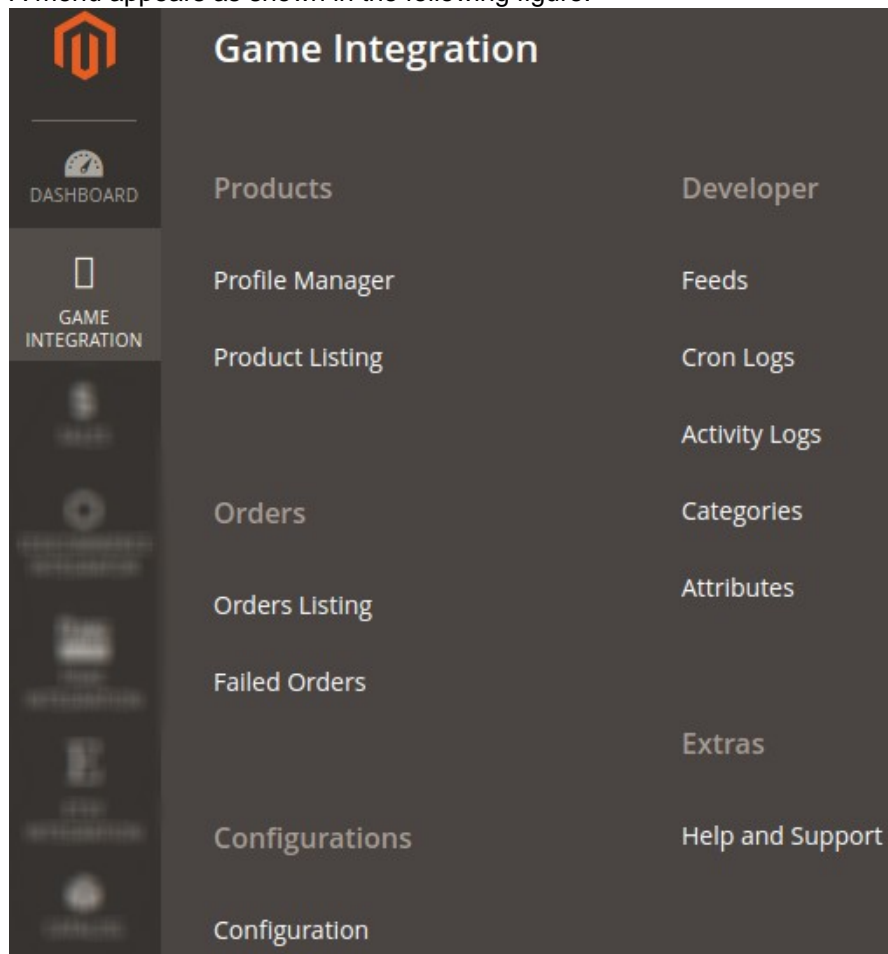 A menu appears as shown in the following figure.
Game Integration
DASHBOARD
GAME
INTEGRATION
Products
Profile Manager
Product Listing
Orders
Orders Listing
Failed Orders
Configurations
Configuration
Developer
Feeds
Cron Logs
Activity Logs
Categories
Attributes
Extras
Help and Support